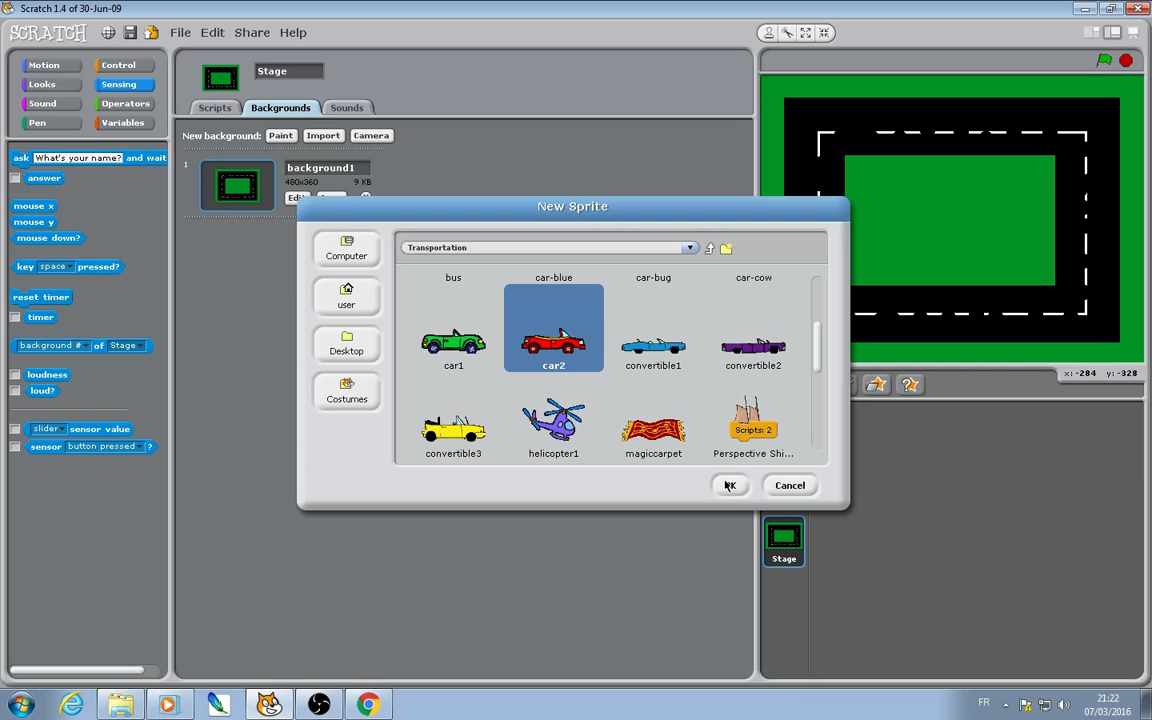 Scratch 1.4 of 30-Jun-09
SCRATCH File Edit Share Help
Motion Control
Looks Sensing
Sound Operators
Pen Variables
ask What's your name? and wait
answer
mouse x
mouse y
mouse down?
key space pressed?
reset timer
timer
background # of Stage
loudness
loud?
slider sensor value
sensor button pressed ?
Stage
Scripts Backgrounds Sounds
New background: Paint Import Camera
1
background1
480x360 9 KB
New Sprite
Computer
user
Desktop
Costumes
Transportation
bus car-blue car-bug car-cow
car1 car2 convertible1 convertible2
Scripts: 2
convertible3 helicopter1 magiccarpet Perspective Shi...
OK Cancel
x: -284 y: -328
Stage
FR
21:22
07/03/2016